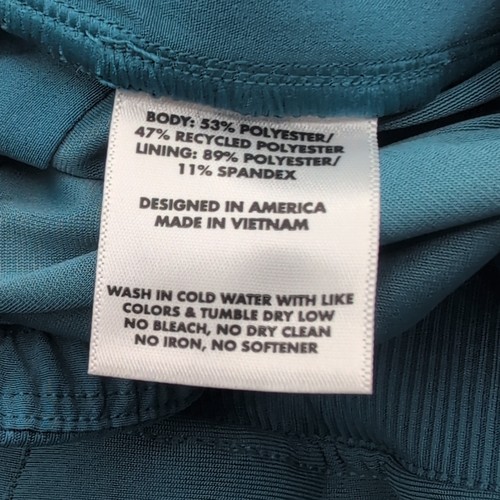 BODY: 53% POLYESTER/
47% RECYCLED POLYESTER
LINING: 89% POLYESTER/
11% SPANDEX
DESIGNED IN AMERICA
MADE IN VIETNAM
WASH IN COLD WATER WITH LIKE
COLORS & TUMBLE DRY LOW
NO BLEACH, NO DRY CLEAN
NO IRON, NO SOFTENER